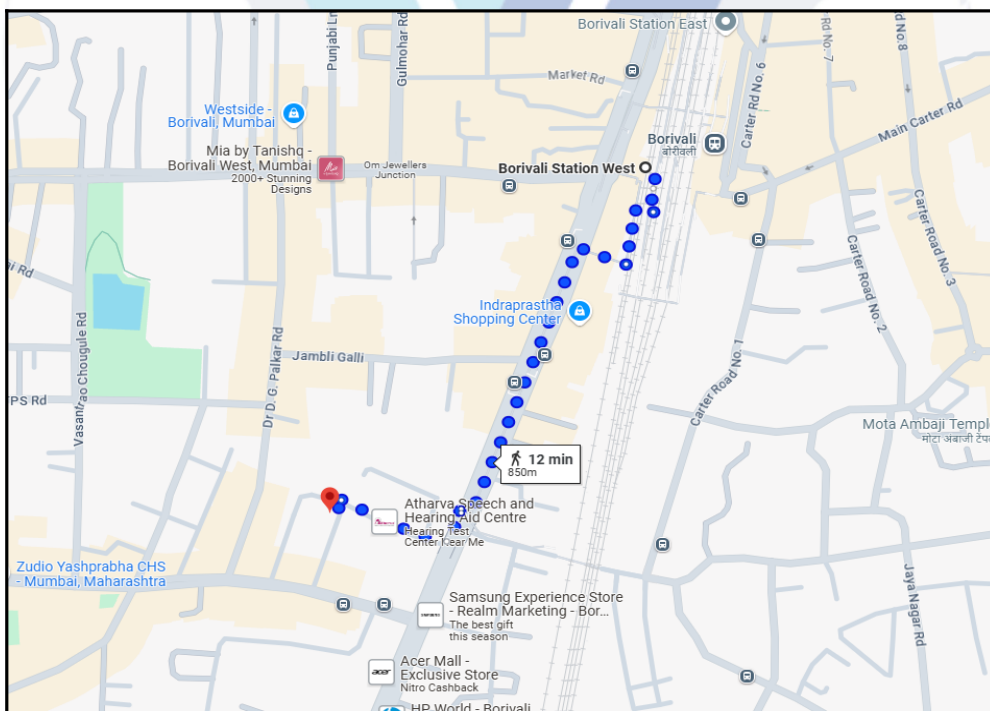 Borivali Station East
Punjabi Ln
Gulmohar Rd
Market Rd
Rd No. 7
Rd No. 8
Carter Rd No. 6
Main Carter Rd
Westside -
Borivali, Mumbai
Mia by Tanishq -
Borivali West, Mumbai
2000+ Stunning
Designs
Om Jewellers
Junction
Borivali
बोरीवली
Borivali Station West
Carter Road No. 3
Carter Road No. 2
ai Rd
Indraprastha
Shopping Center
Vasantrao Chougule Rd
Dr D. G. Palkar Rd
Jambli Galli
Carter Road No. 1
TPS Rd
Mota Ambaji Temple
12 min
850m
Atharva Speech and
Hearing Aid Centre
Hearing Test
Center Near Me
Zudio Yashprabha CHS
- Mumbai, Maharashtra
Jaya Nagar Rd
Samsung Experience Store
- Realm Marketing - Bor...
The best gift
this season
acer
Acer Mall -
Exclusive Store
Nitro Cashback
HP World - Borivali